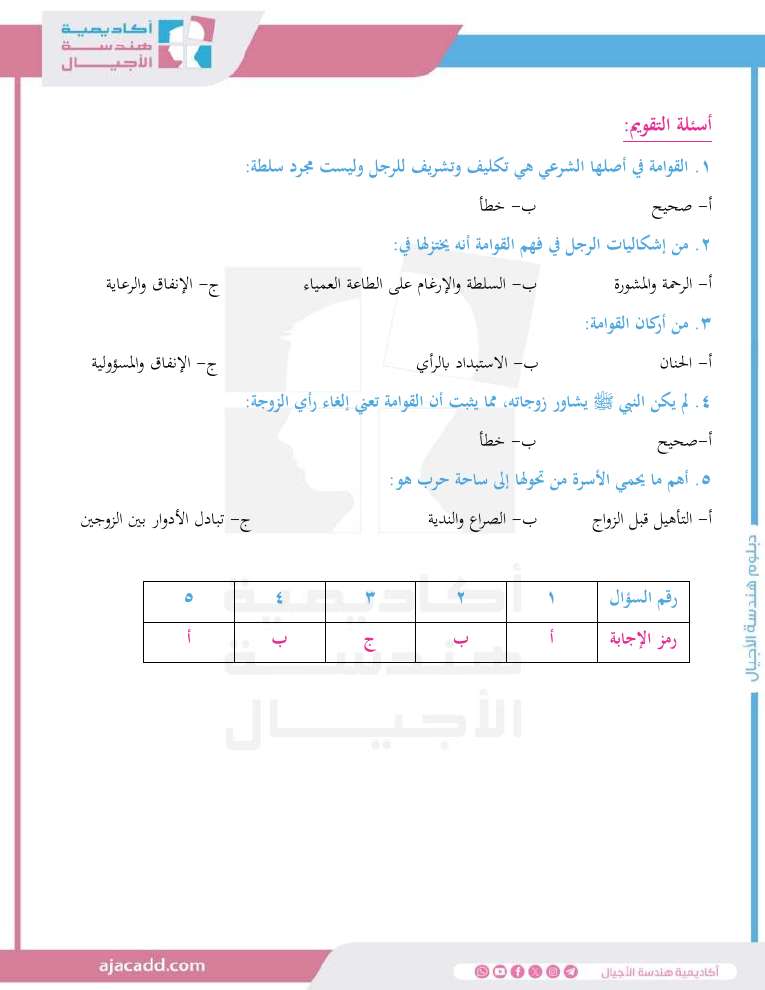 أكاديمية
هندسة
الأجيال
أسئلة التقويم:
١. القوامة في أصلها الشرعي هي تكليف وتشريف للرجل وليست مجرد سلطة:
أ- صحيح ب- خطأ
٢. من إشكاليات الرجل في فهم القوامة أنه يختزلها في:
أ- الرحمة والمشورة ب- السلطة والإرغام على الطاعة العمياء ج- الإنفاق والرعاية
٣. من أركان القوامة:
أ- الحنان ب- الاستبداد بالرأي ج- الإنفاق والمسؤولية
٤. لم يكن النبي ﷺ يشاور زوجاته، مما يثبت أن القوامة تعني إلغاء رأي الزوجة:
أ-صحيح ب- خطأ
٥. أهم ما يحمي الأسرة من تحولها إلى ساحة حرب هو:
أ- التأهيل قبل الزواج ب- الصراع والندية ج- تبادل الأدوار بين الزوجين
رقم السؤال ١ ٢ ٣ ٤ ٥
رمز الإجابة أ ب ج ب أ
أكاديمية
هندسة
الأجيال
دبلوم هندسة الأجيال
أكاديمية هندسة الأجيال
ajacadd.com